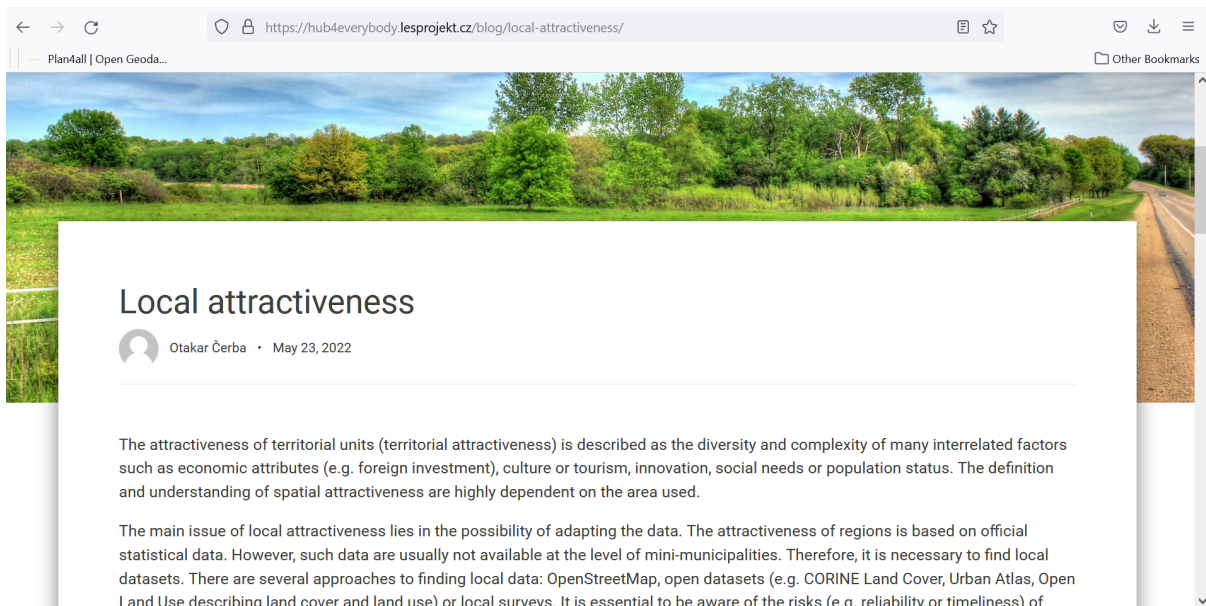 https://hub4everybody.lesprojekt.cz/blog/local-attractiveness/
Plan4all | Open Geoda...
Other Bookmarks
Local attractiveness
Otakar Čerba • May 23, 2022
The attractiveness of territorial units (territorial attractiveness) is described as the diversity and complexity of many interrelated factors
such as economic attributes (e.g. foreign investment), culture or tourism, innovation, social needs or population status. The definition
and understanding of spatial attractiveness are highly dependent on the area used.
The main issue of local attractiveness lies in the possibility of adapting the data. The attractiveness of regions is based on official
statistical data. However, such data are usually not available at the level of mini-municipalities. Therefore, it is necessary to find local
datasets. There are several approaches to finding local data: OpenStreetMap, open datasets (e.g. CORINE Land Cover, Urban Atlas, Open
Land Use describing land cover and land use) or local surveys. It is essential to be aware of the risks (e.g. reliability or timeliness) of